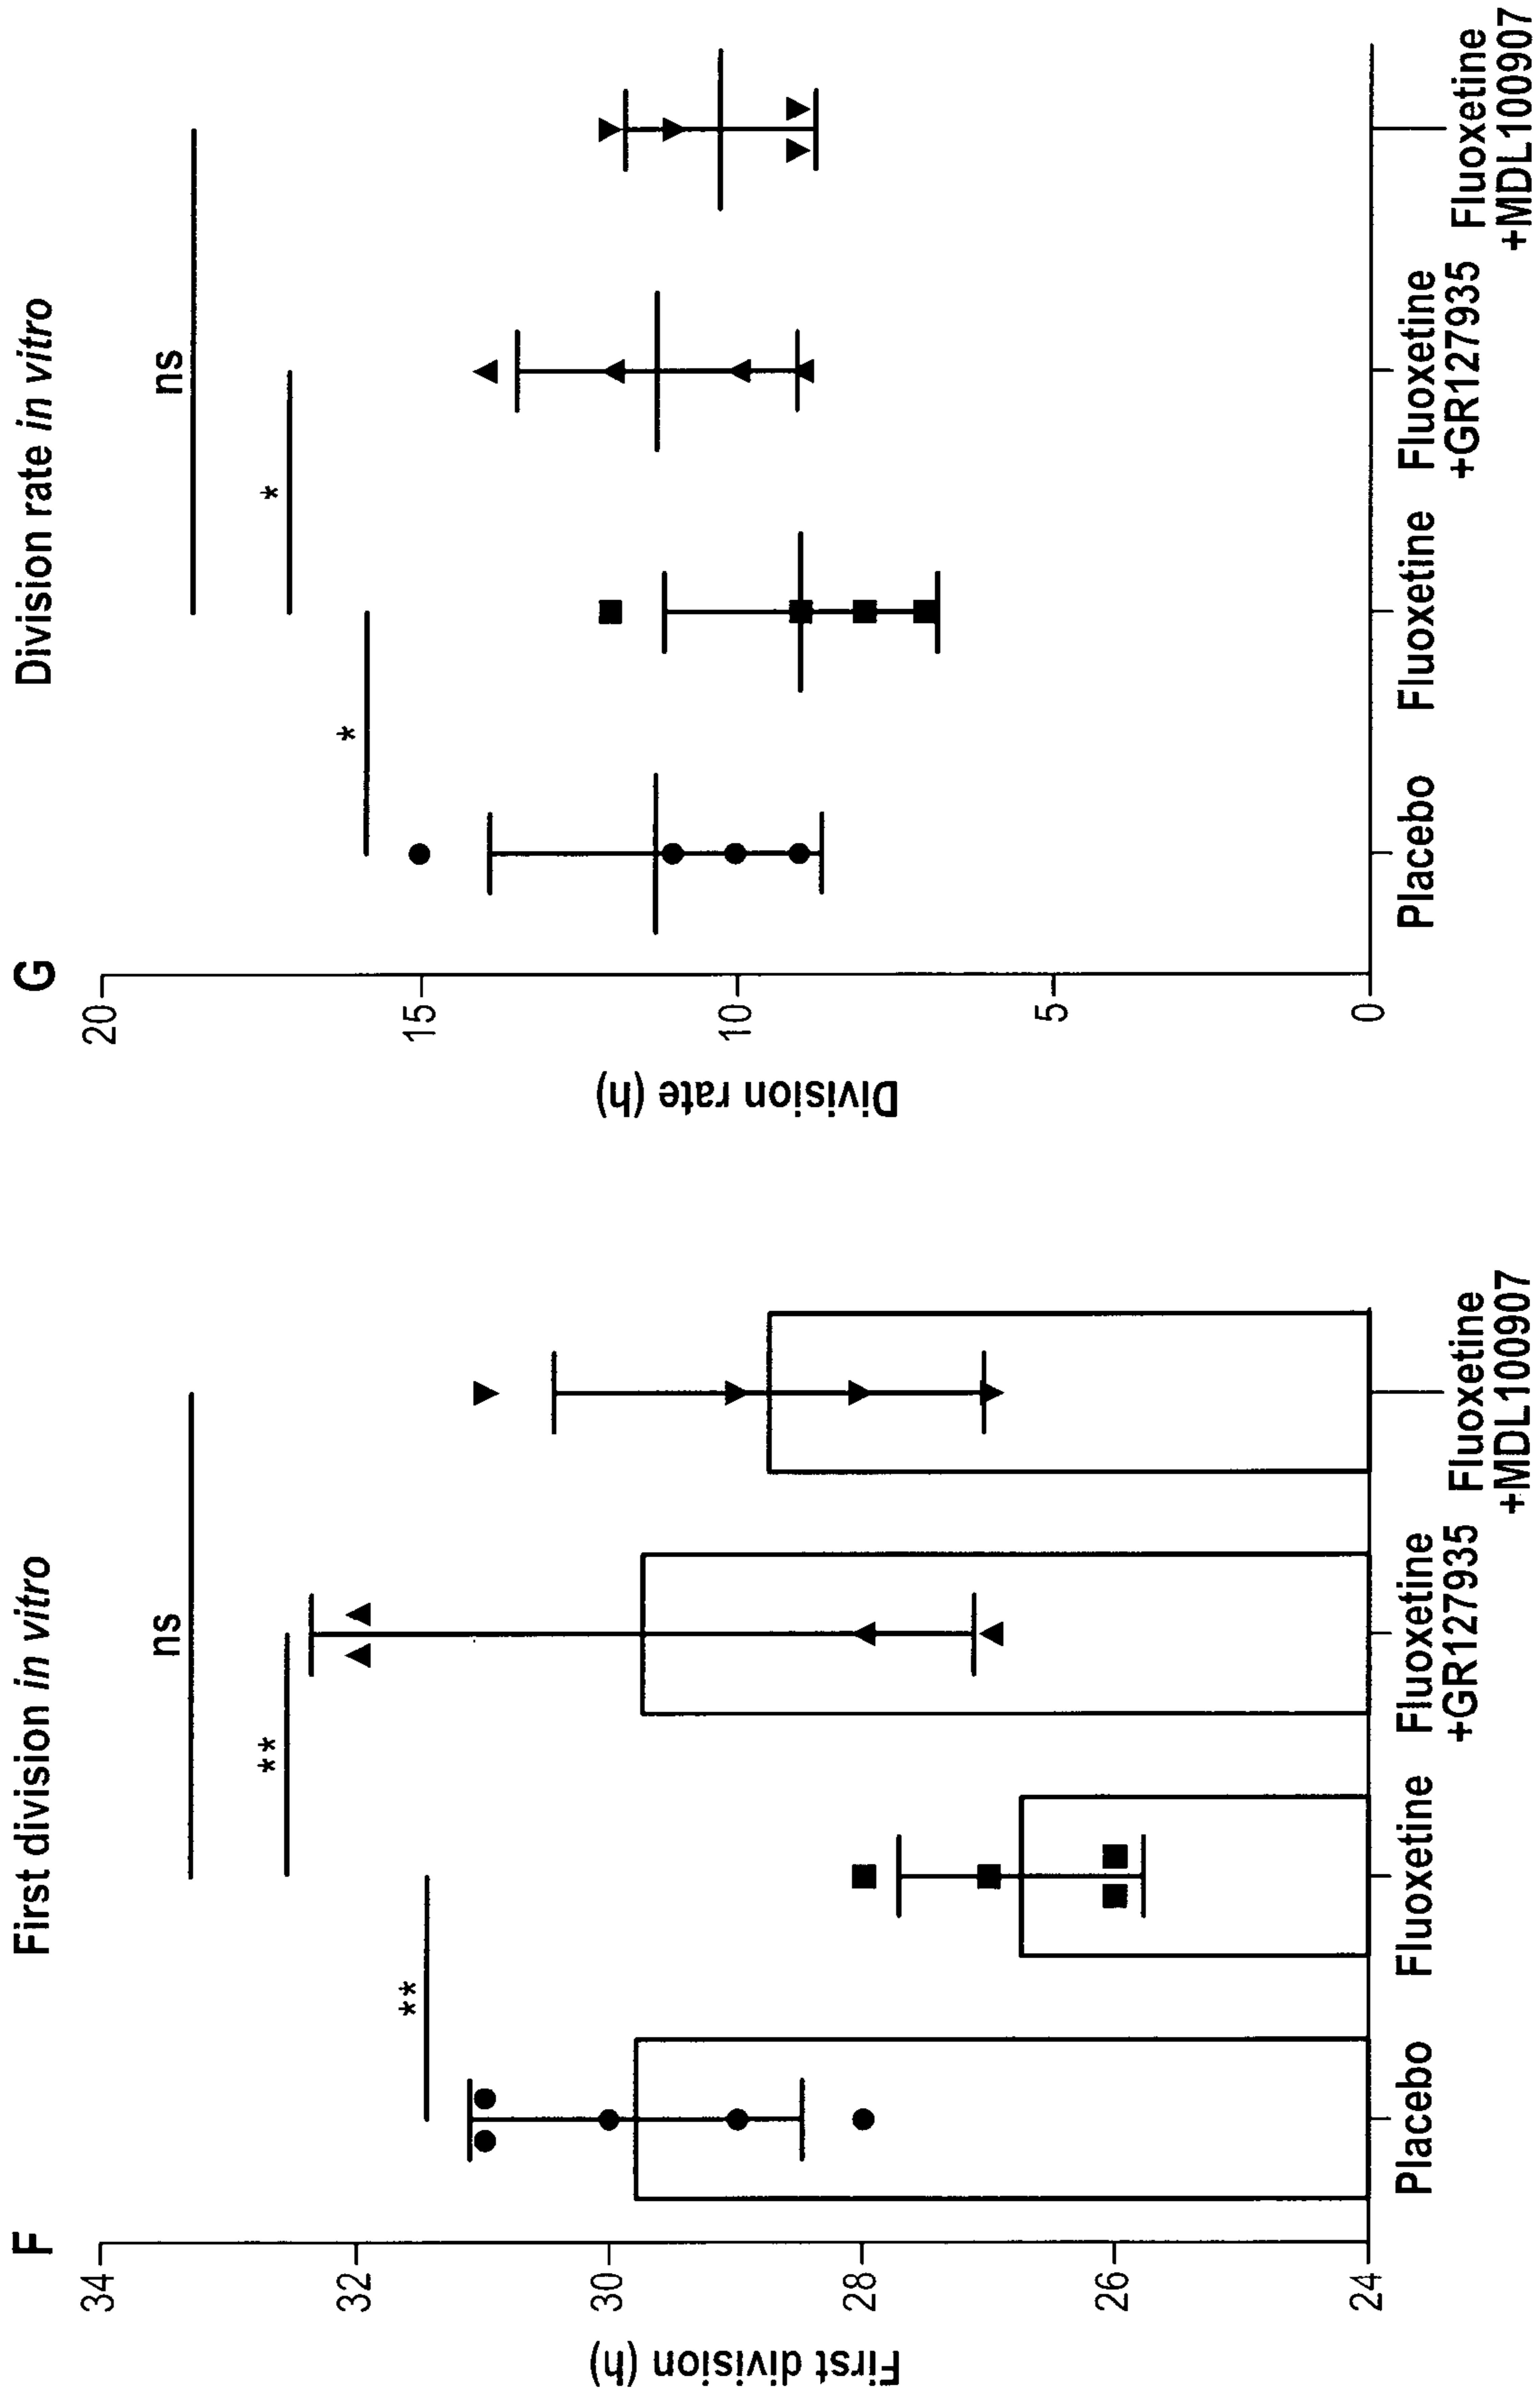 F
First division in vitro
ns
**
**
First division (h)
34
32
30
28
26
24
Placebo
Fluoxetine
Fluoxetine
+GR127935
Fluoxetine
+MDL100907
G
Division rate in vitro
ns
*
*
Division rate (h)
20
15
10
5
0
Placebo
Fluoxetine
Fluoxetine
+GR127935
Fluoxetine
+MDL100907